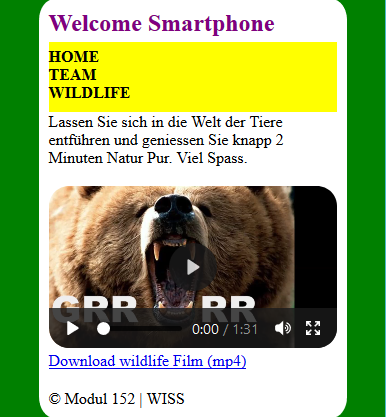 Welcome Smartphone
HOME
TEAM
WILDLIFE
Lassen Sie sich in die Welt der Tiere
entführen und geniessen Sie knapp 2
Minuten Natur Pur. Viel Spass.
GRR RR
0:00 / 1:31
Download wildlife Film (mp4)
© Modul 152 | WISS